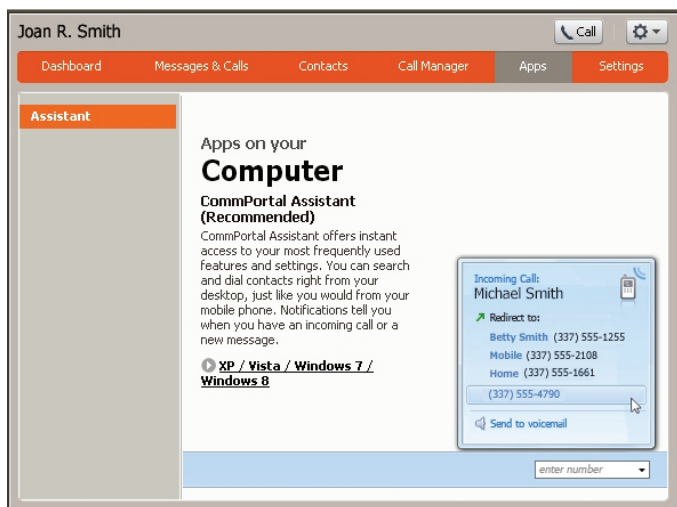 Joan R. Smith
Call
Dashboard
Messages & Calls
Contacts
Call Manager
Apps
Settings
Assistant
Apps on your
Computer
CommPortal Assistant
(Recommended)
CommPortal Assistant offers instant
access to your most frequently used
features and settings. You can search
and dial contacts right from your
desktop, just like you would from your
mobile phone. Notifications tell you
when you have an incoming call or a
new message.
XP / Vista / Windows 7 /
Windows 8
Incoming Call:
Michael Smith
Redirect to:
Betty Smith (337) 555-1255
Mobile (337) 555-2108
Home (337) 555-1661
(337) 555-4790
Send to voicemail
enter number